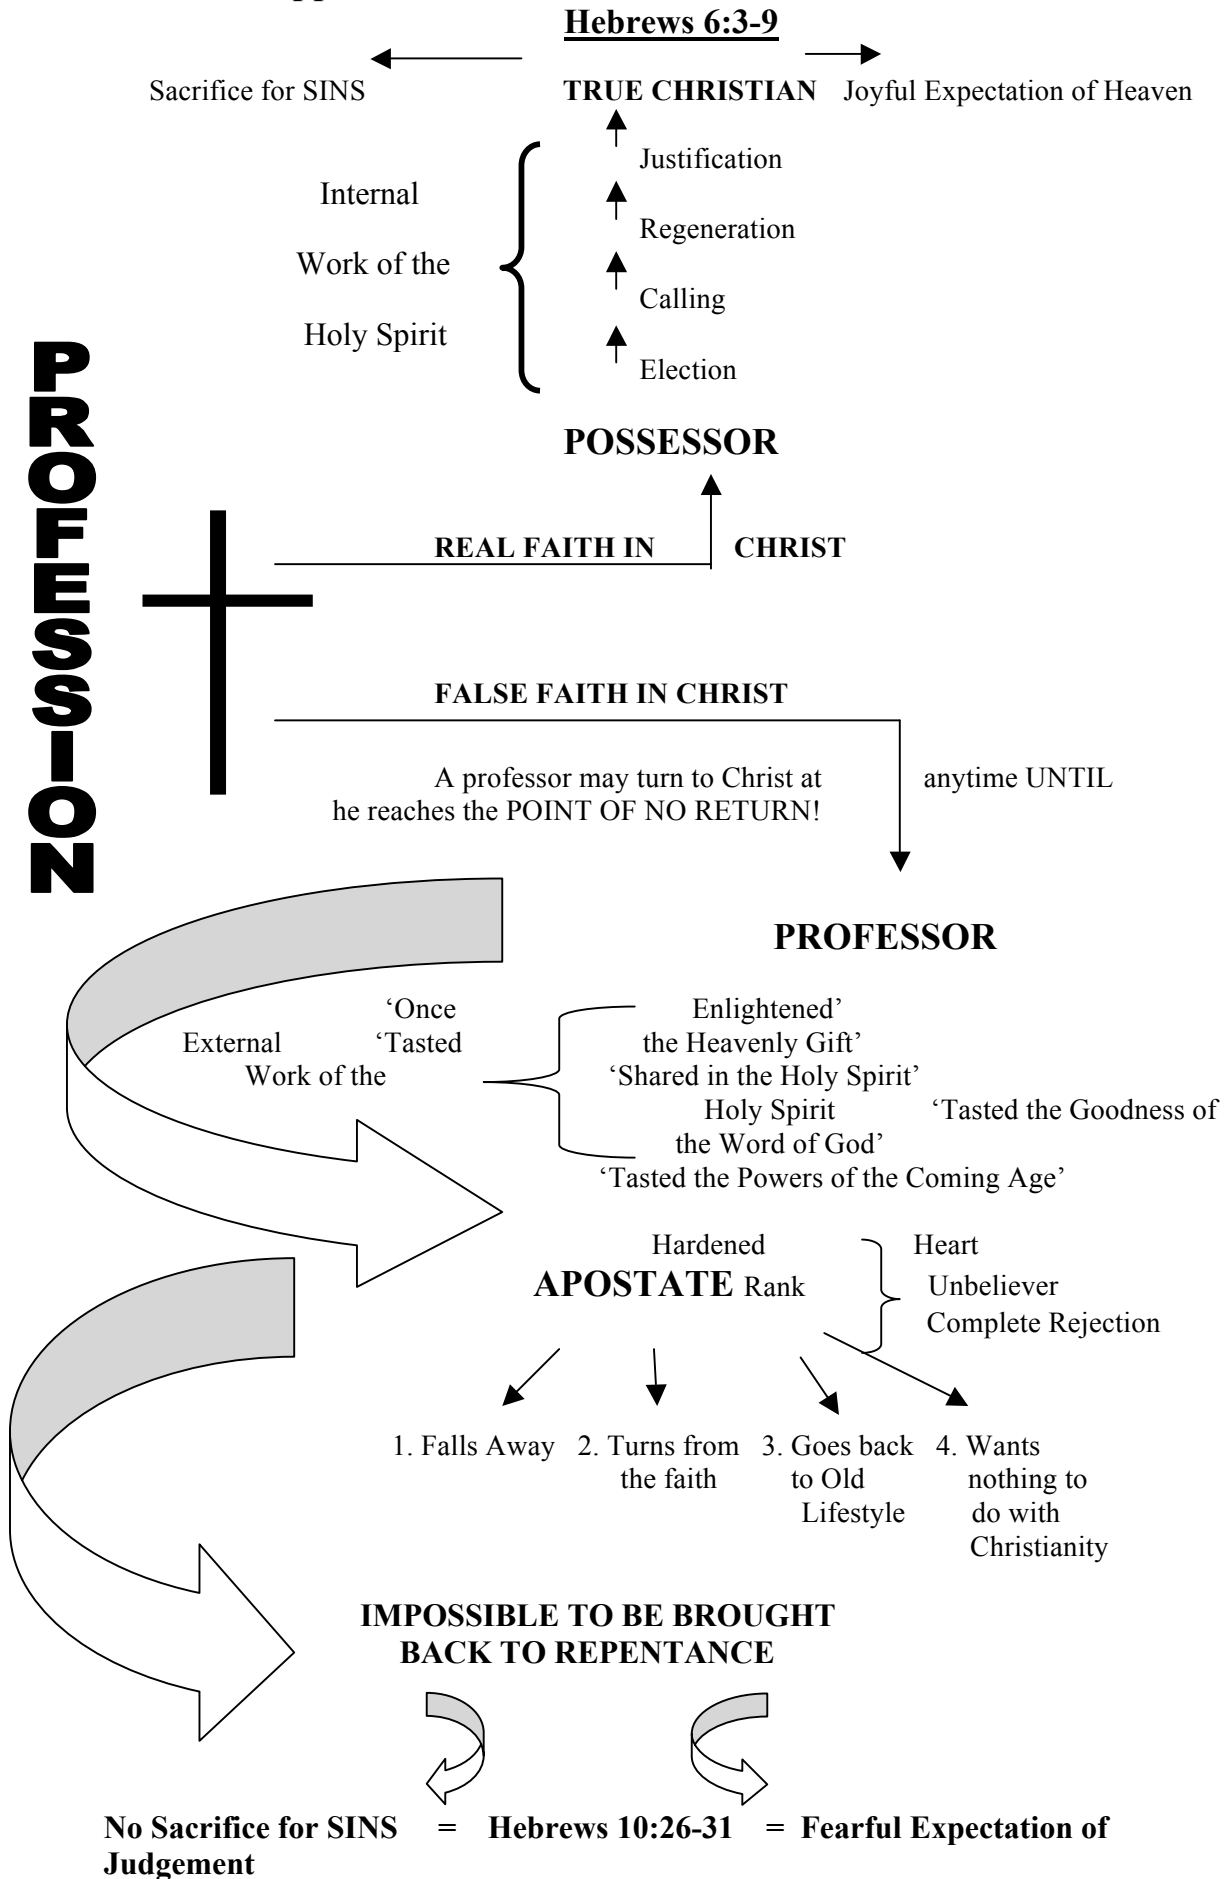 Hebrews 6:3-9
Sacrifice for SINS TRUE CHRISTIAN Joyful Expectation of Heaven
Justification
Internal
Regeneration
Work of the
Calling
Holy Spirit
Election
PROFESSION
POSSESSOR
REAL FAITH IN CHRIST
FALSE FAITH IN CHRIST
A professor may turn to Christ at anytime UNTIL
he reaches the POINT OF NO RETURN!
PROFESSOR
‘Once Enlightened’
External ‘Tasted the Heavenly Gift’
Work of the ‘Shared in the Holy Spirit’
Holy Spirit ‘Tasted the Goodness of
the Word of God’
‘Tasted the Powers of the Coming Age’
Hardened Heart
APOSTATE Rank Unbeliever
Complete Rejection
1. Falls Away 2. Turns from 3. Goes back 4. Wants
the faith to Old nothing to
Lifestyle do with
Christianity
IMPOSSIBLE TO BE BROUGHT
BACK TO REPENTANCE
No Sacrifice for SINS = Hebrews 10:26-31 = Fearful Expectation of
Judgement